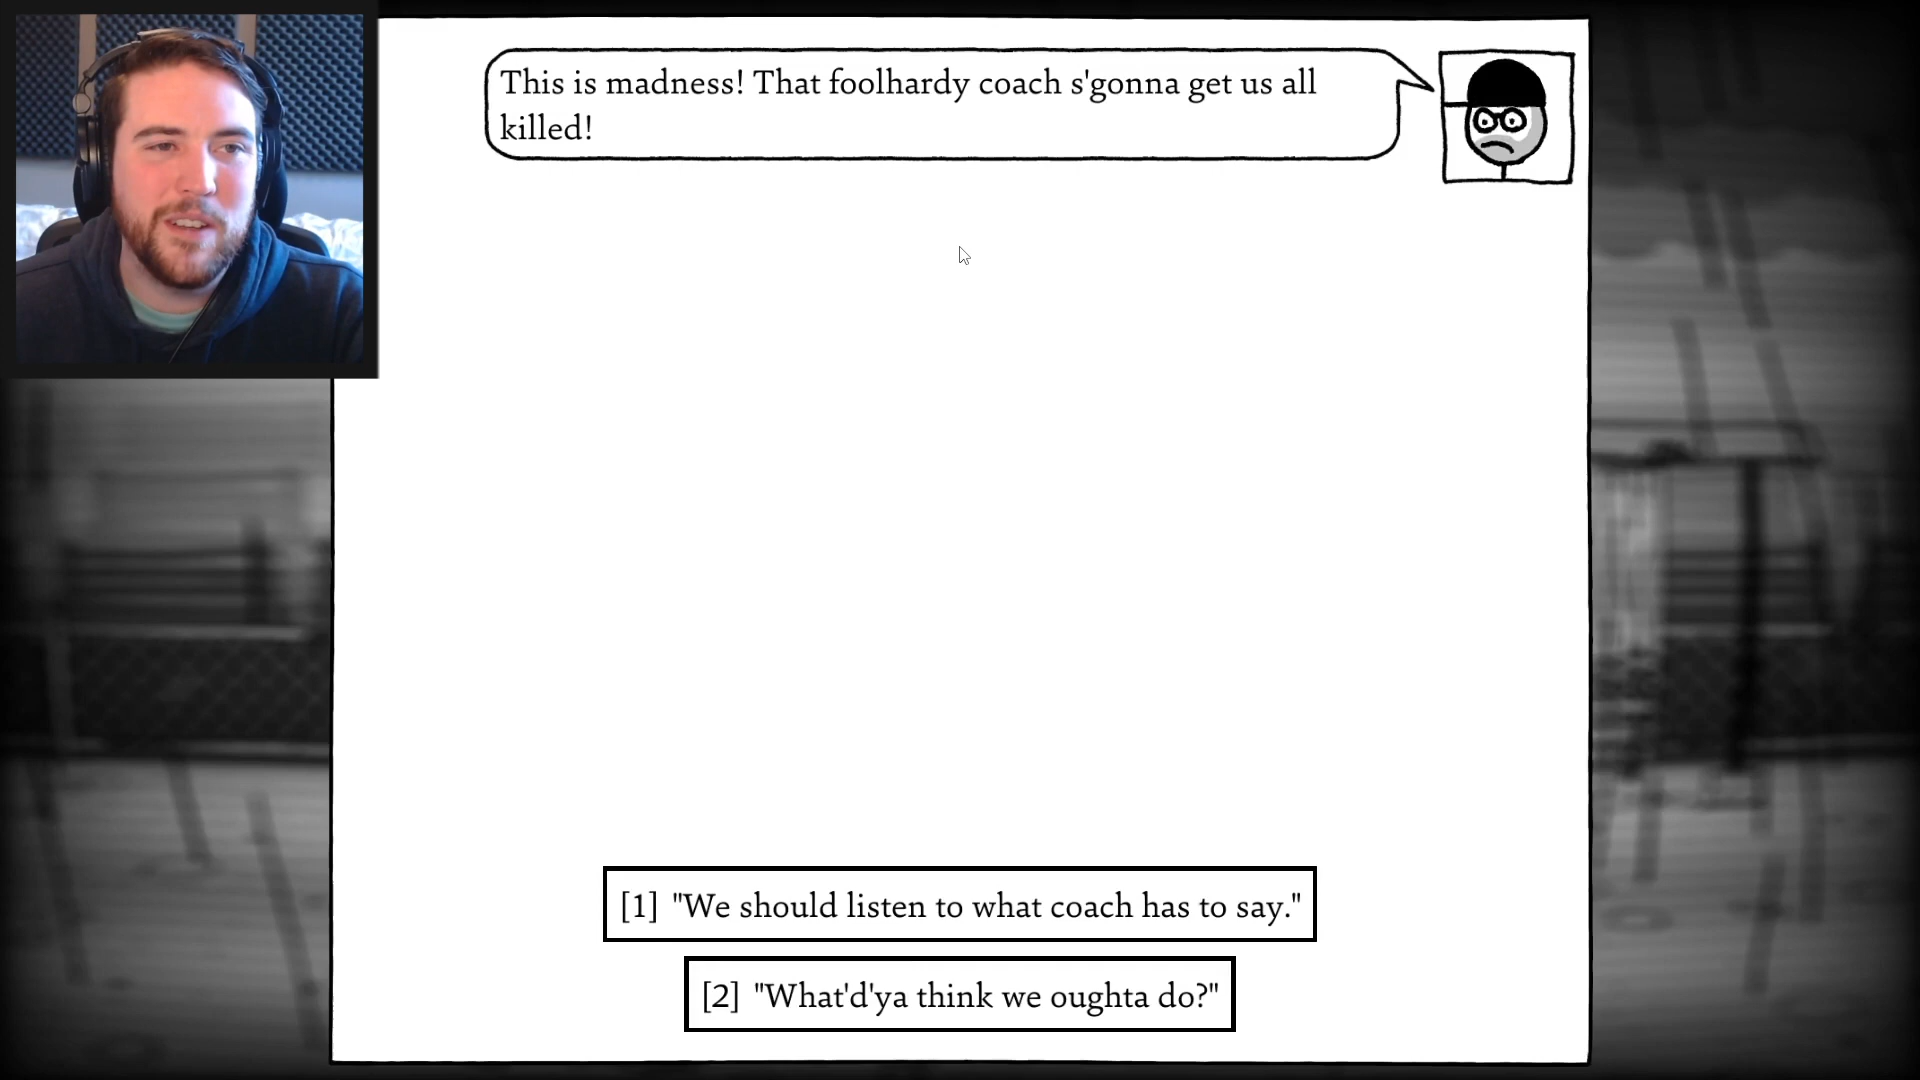 This is madness! That foolhardy coach s'gonna get us all
killed!
[1] "We should listen to what coach has to say."
[2] "What'd'ya think we oughta do?"